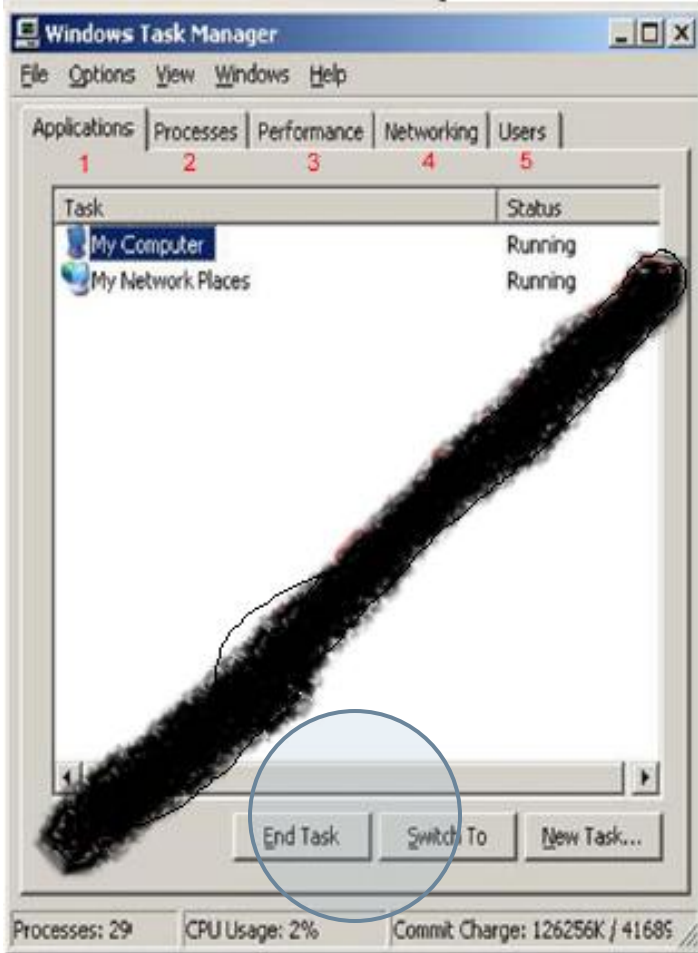 Windows Task Manager
File Options View Windows Help
Applications Processes Performance Networking Users
1 2 3 4 5
Task Status
My Computer Running
My Network Places Running
End Task Switch To New Task...
Processes: 29 CPU Usage: 2% Commit Charge: 126256K / 4168